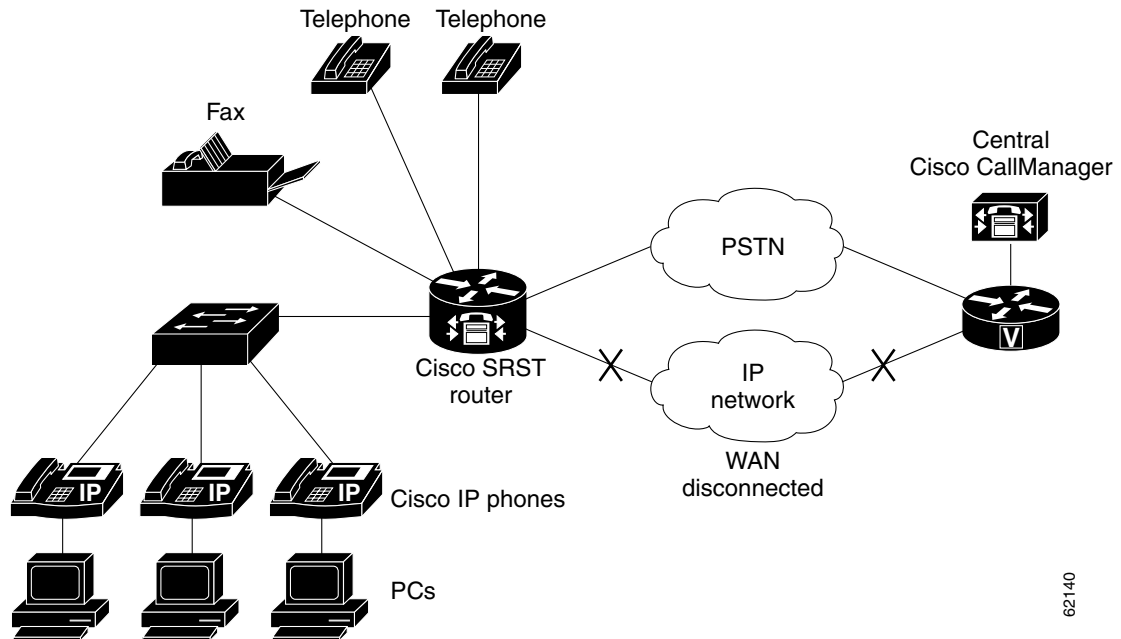 Telephone Telephone
Fax
Central
Cisco CallManager
PSTN
V
Cisco SRST
router
IP
network
WAN
disconnected
IP IP IP
Cisco IP phones
PCs
62140